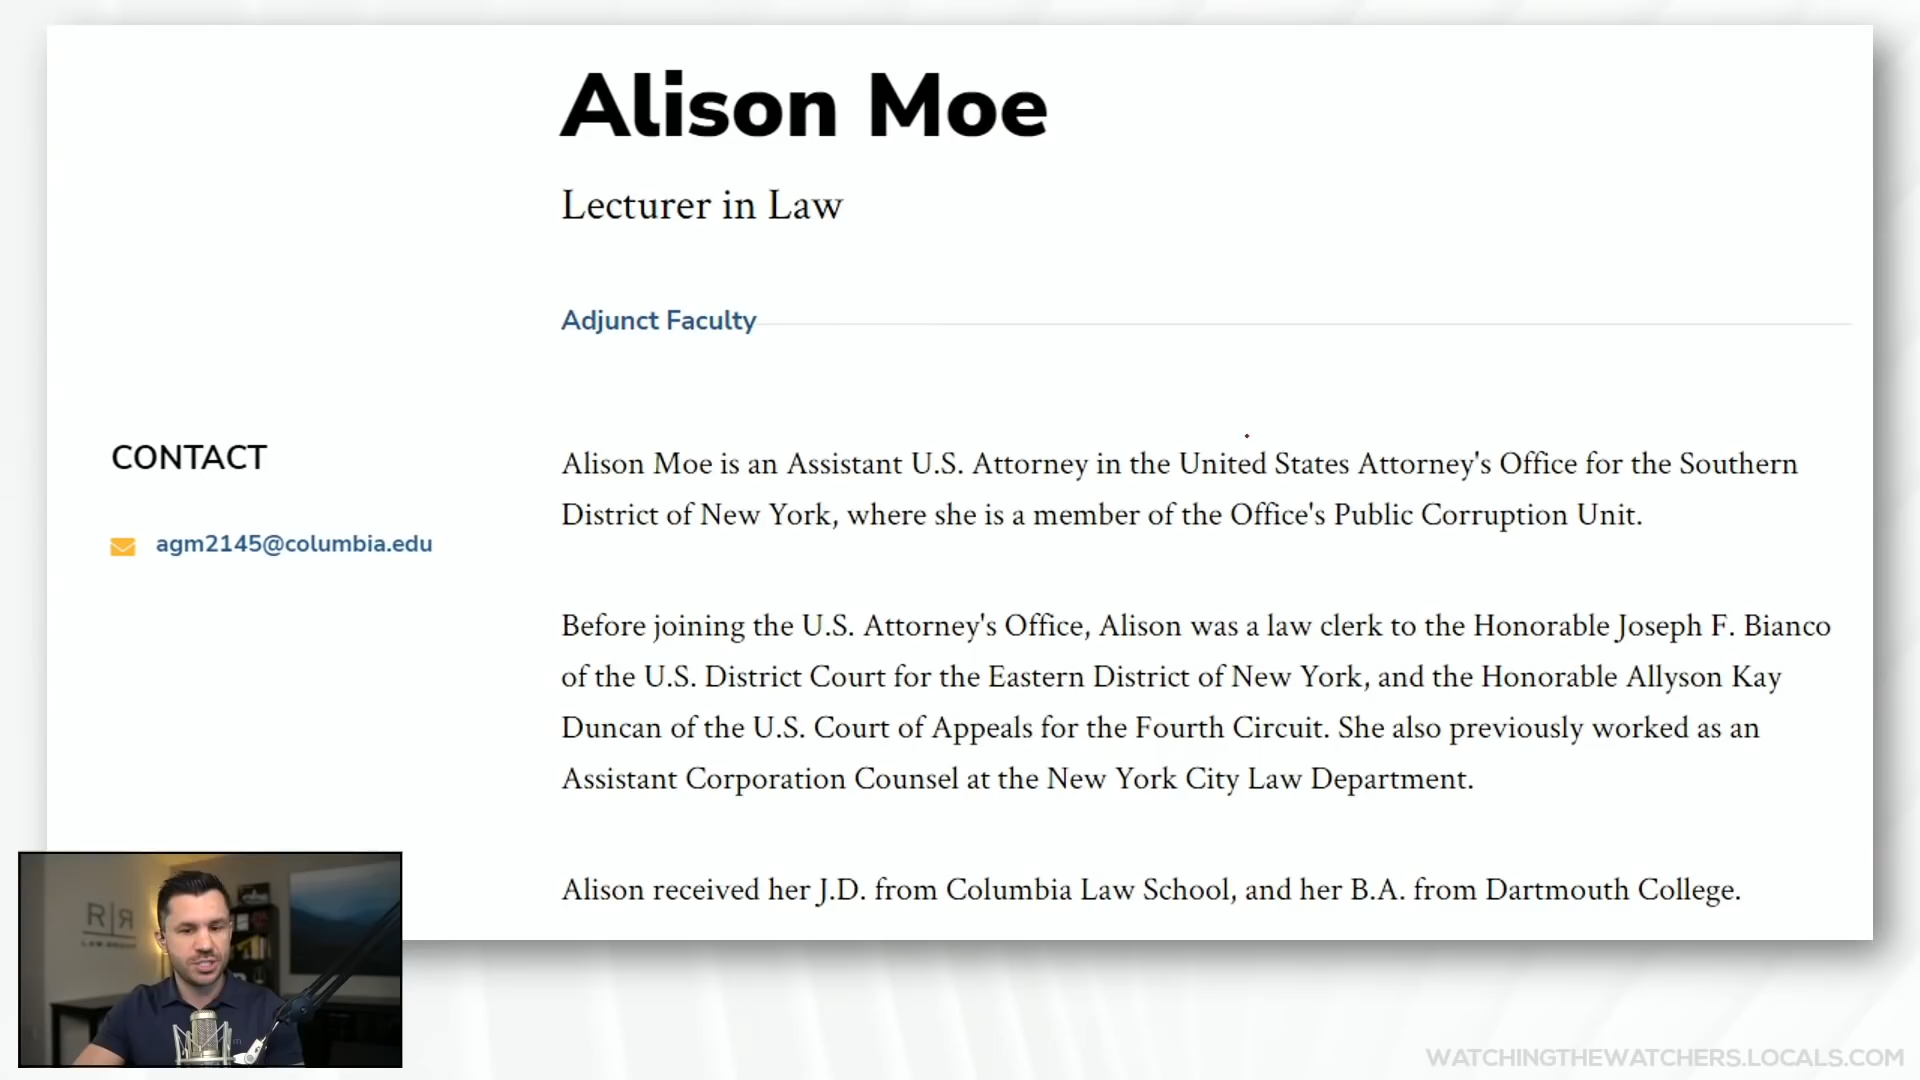 Alison Moe
Lecturer in Law
Adjunct Faculty
CONTACT
agm2145@columbia.edu
Alison Moe is an Assistant U.S. Attorney in the United States Attorney's Office for the Southern
District of New York, where she is a member of the Office's Public Corruption Unit.
Before joining the U.S. Attorney's Office, Alison was a law clerk to the Honorable Joseph F. Bianco
of the U.S. District Court for the Eastern District of New York, and the Honorable Allyson Kay
Duncan of the U.S. Court of Appeals for the Fourth Circuit. She also previously worked as an
Assistant Corporation Counsel at the New York City Law Department.
Alison received her J.D. from Columbia Law School, and her B.A. from Dartmouth College.
R|R
LAW GROUP
WATCHINGTHEWATCHERS.LOCALS.COM